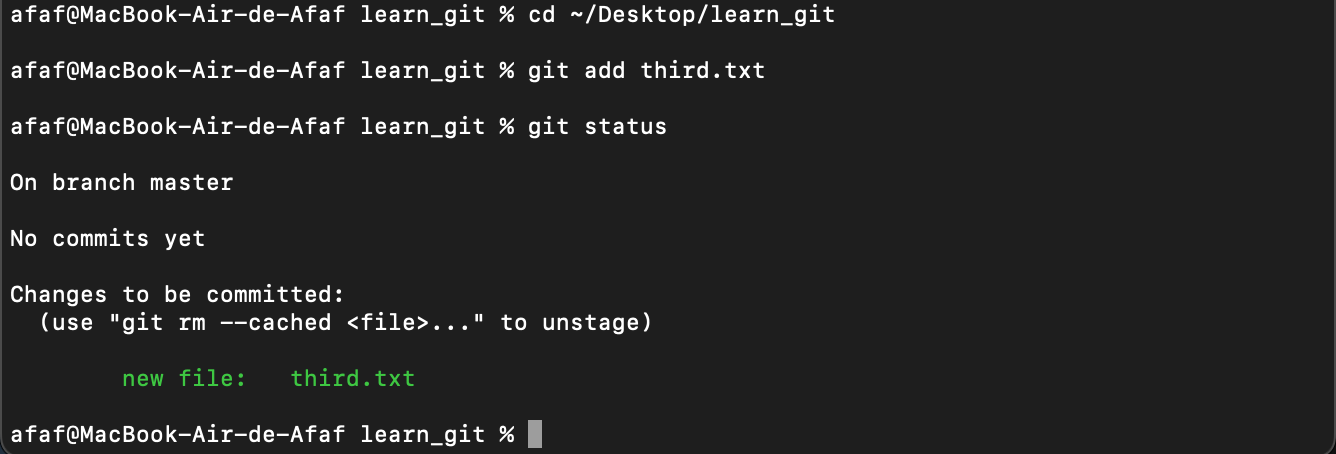 afaf@MacBook-Air-de-Afaf learn_git % cd ~/Desktop/learn_git
afaf@MacBook-Air-de-Afaf learn_git % git add third.txt
afaf@MacBook-Air-de-Afaf learn_git % git status
On branch master
No commits yet
Changes to be committed:
  (use "git rm --cached <file>..." to unstage)
        new file:   third.txt
afaf@MacBook-Air-de-Afaf learn_git %